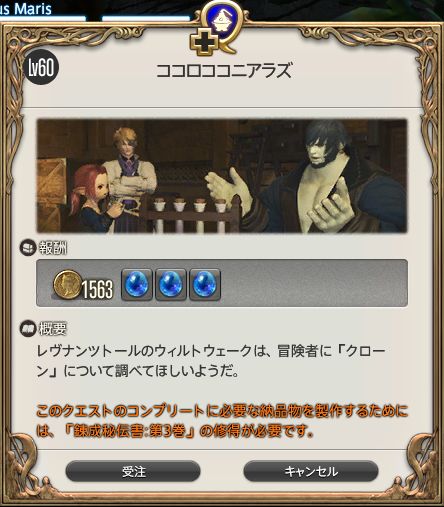 us Maris
Lv60
ココロココニアラズ
報酬
1563
概要
レヴナンツトールのウィルトウェークは、冒険者に「クロー
ン」について調べてほしいようだ。
このクエストのコンプリートに必要な納品物を製作するために
は、「錬成秘伝書:第3巻」の修得が必要です。
受注
キャンセル